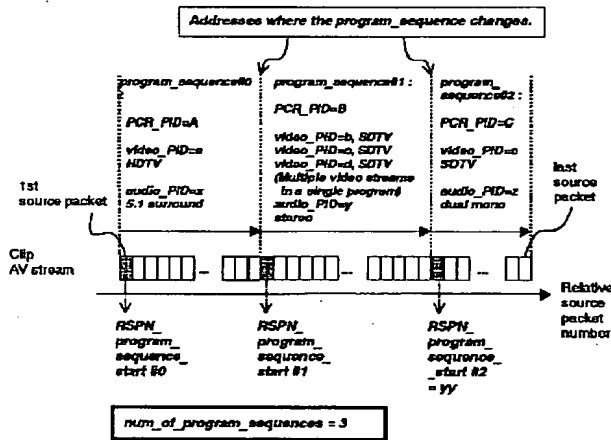 Addresses where the program_sequence changes.
program_sequence#0
PCR_PID=A
video_PID=a
HDTV
audio_PID=x
5.1 surround
program_sequence#1 :
PCR_PID=B
video_PID=b, SDTV
video_PID=c, SDTV
video_PID=d, SDTV
(Multiple video streams
in a single program)
audio_PID=y
stereo
program_
sequence#2 :
PCR_PID=C
video_PID=c
SDTV
audio_PID=z
dual mono
1st
source packet
last
source
packet
Clip
AV stream
...
...
...
Relative
source
packet
number
RSPN_
program_
sequence_
start #0
RSPN_
program_
sequence_
start #1
RSPN_
program_
sequence
_start #2
= yy
num_of_program_sequences = 3